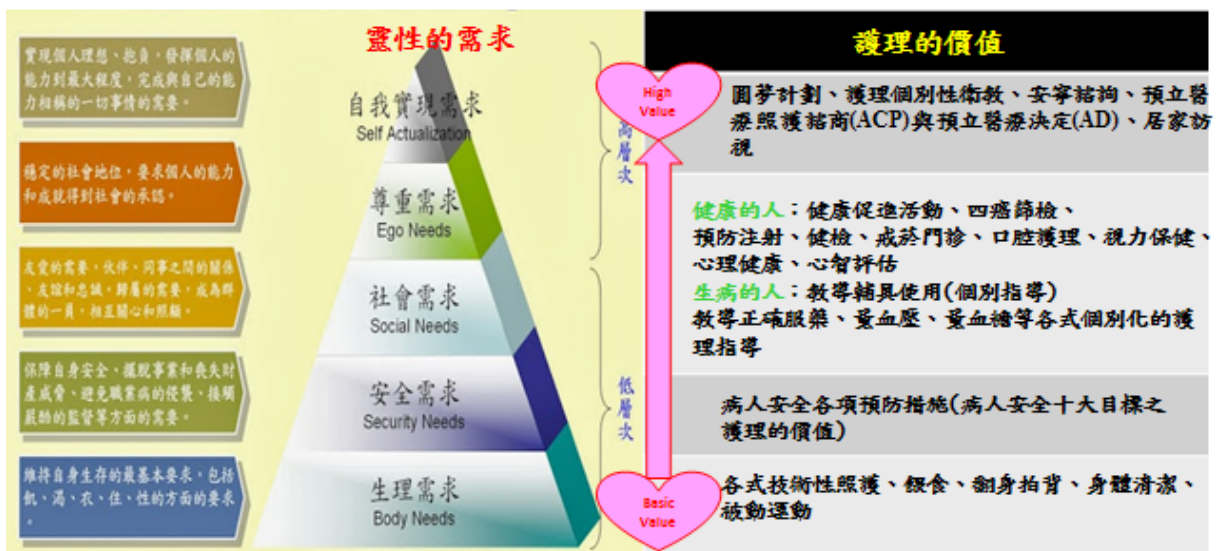 靈性的需求
實現個人理想、抱負，發揮個人的
能力到最大程度，完成與自己的能
力相稱的一切事情的需要。
穩定的社會地位，要求個人的能力
和成就得到社會的承認。
友愛的需要，伙伴、同事之間的關係
、友誼和忠誠。歸屬的需要，成為群
體的一員，相互關心和照顧。
保障自身安全、擺脫事業和喪失財
產威脅、避免職業病的侵襲、接觸
嚴酷的監督等方面的需要。
維持自身生存的最基本要求，包括
飢、渴、衣、住、性的方面的要求
。
自我實現需求
Self Actualization
尊重需求
Ego Needs
社會需求
Social Needs
安全需求
Security Needs
生理需求
Body Needs
高層次
低層次
High
Value
Basic
Value
護理的價值
圓夢計劃、護理個別性衛教、安寧諮詢、預立醫
療照護諮商(ACP)與預立醫療決定(AD)、居家訪
視
健康的人：健康促進活動、四癌篩檢、
預防注射、健檢、戒菸門診、口腔護理、視力保健、
心理健康、心智評估
生病的人：教導輔具使用(個別指導)
教導正確服藥、量血壓、量血糖等各式個別化的護
理指導
病人安全各項預防措施(病人安全十大目標之
護理的價值)
各式技術性照護、餵食、翻身拍背、身體清潔、
被動運動